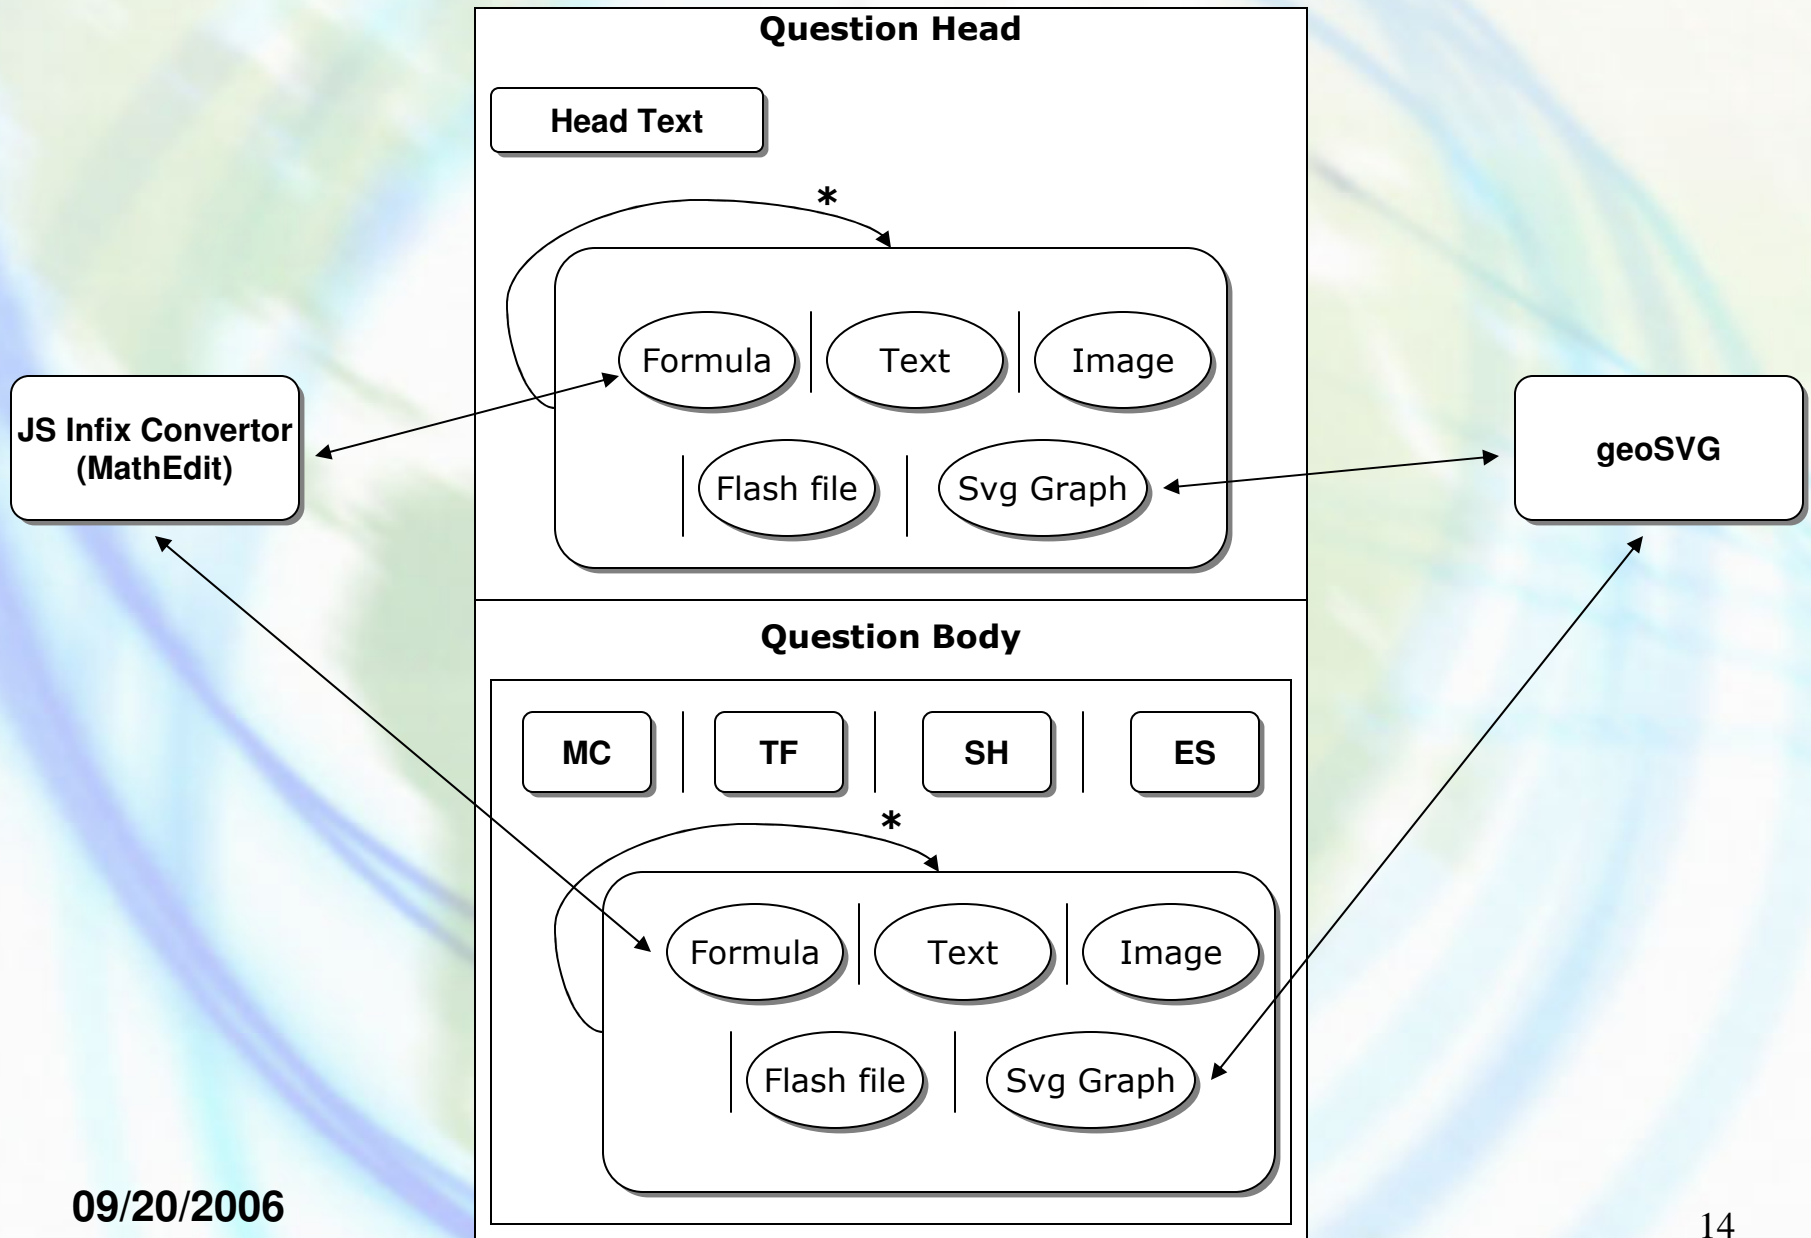 Question Head
Head Text
*
Formula | Text | Image
| Flash file | Svg Graph
JS Infix Convertor
(MathEdit)
geoSVG
Question Body
MC | TF | SH | ES
*
Formula | Text | Image
| Flash file | Svg Graph
09/20/2006
14